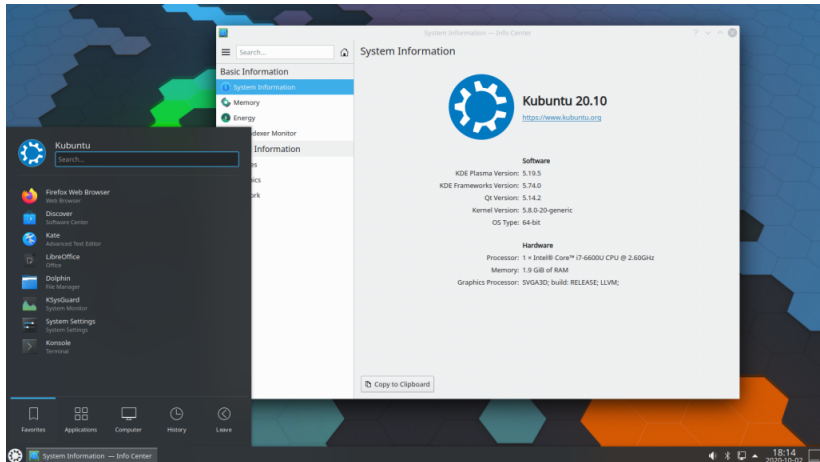 System Information — Info Center
Search...
System Information
Basic Information
System Information
Memory
Energy
dexer Monitor
Information
es
ics
ork
Kubuntu 20.10
https://www.kubuntu.org
Software
KDE Plasma Version: 5.19.5
KDE Frameworks Version: 5.74.0
Qt Version: 5.14.2
Kernel Version: 5.8.0-20-generic
OS Type: 64-bit
Hardware
Processor: 1 × Intel® Core™ i7-6600U CPU @ 2.60GHz
Memory: 1.9 GiB of RAM
Graphics Processor: SVGA3D; build: RELEASE; LLVM;
Copy to Clipboard
Kubuntu
Search...
Firefox Web Browser
Web Browser
Discover
Software Center
Kate
Advanced Text Editor
LibreOffice
Office
Dolphin
File Manager
KSysGuard
System Monitor
System Settings
System Settings
Konsole
Terminal
Favorites Applications Computer History Leave
System Information — Info Center
18:14
2020-10-02